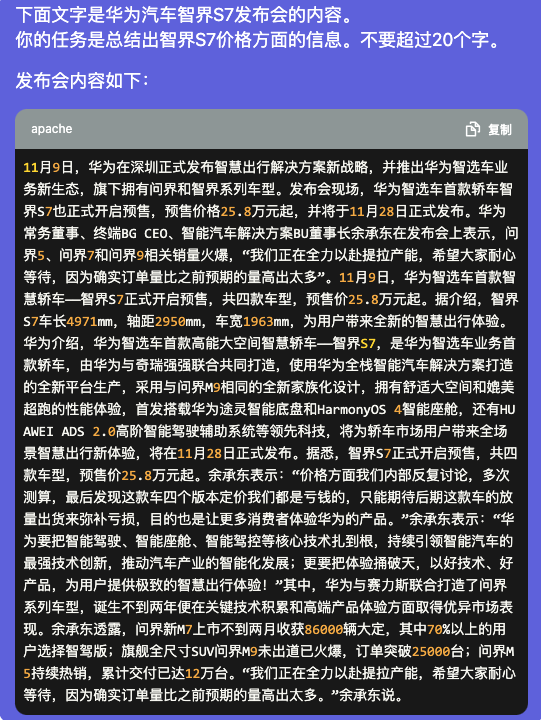 下面文字是华为汽车智界S7发布会的内容。
你的任务是总结出智界S7价格方面的信息。不要超过20个字。
发布会内容如下：
apache
复制
11月9日，华为在深圳正式发布智慧出行解决方案新战略，并推出华为智选车业
务新生态，旗下拥有问界和智界系列车型。发布会现场，华为智选车首款轿车智
界S7也正式开启预售，预售价格25.8万元起，并将于11月28日正式发布。华为
常务董事、终端BG CEO、智能汽车解决方案BU董事长余承东在发布会上表示，问
界5、问界7和问界9相关销量火爆，“我们正在全力以赴提拉产能，希望大家耐心
等待，因为确实订单量比之前预期的量高出太多”。11月9日，华为智选车首款智
慧轿车——智界S7正式开启预售，共四款车型，预售价25.8万元起。据介绍，智界
S7车长4971mm，轴距2950mm，车宽1963mm，为用户带来全新的智慧出行体验。
华为介绍，华为智选车首款高能大空间智慧轿车——智界S7，是华为智选车业务首
款轿车，由华为与奇瑞强强联合共同打造，使用华为全栈智能汽车解决方案打造
的全新平台生产，采用与问界M9相同的全新家族化设计，拥有舒适大空间和媲美
超跑的性能体验，首发搭载华为途灵智能底盘和HarmonyOS 4智能座舱，还有HU
AWEI ADS 2.0高阶智能驾驶辅助系统等领先科技，将为轿车市场用户带来全场
景智慧出行新体验，将在11月28日正式发布。据悉，智界S7正式开启预售，共四
款车型，预售价25.8万元起。余承东表示：“价格方面我们内部反复讨论，多次
测算，最后发现这款车四个版本定价我们都是亏钱的，只能期待后期这款车的放
量出货来弥补亏损，目的也是让更多消费者体验华为的产品。”余承东表示：“华
为要把智能驾驶、智能座舱、智能驾控等核心技术扎到根，持续引领智能汽车的
最强技术创新，推动汽车产业的智能化发展；更要把体验捅破天，以好技术、好
产品，为用户提供极致的智慧出行体验！”其中，华为与赛力斯联合打造了问界
系列车型，诞生不到两年便在关键技术积累和高端产品体验方面取得优异市场表
现。余承东透露，问界新M7上市不到两月收获86000辆大定，其中70%以上的用
户选择智驾版；旗舰全尺寸SUV问界M9未出道已火爆，订单突破25000台；问界M
5持续热销，累计交付已达12万台。“我们正在全力以赴提拉产能，希望大家耐心
等待，因为确实订单量比之前预期的量高出太多。”余承东说。